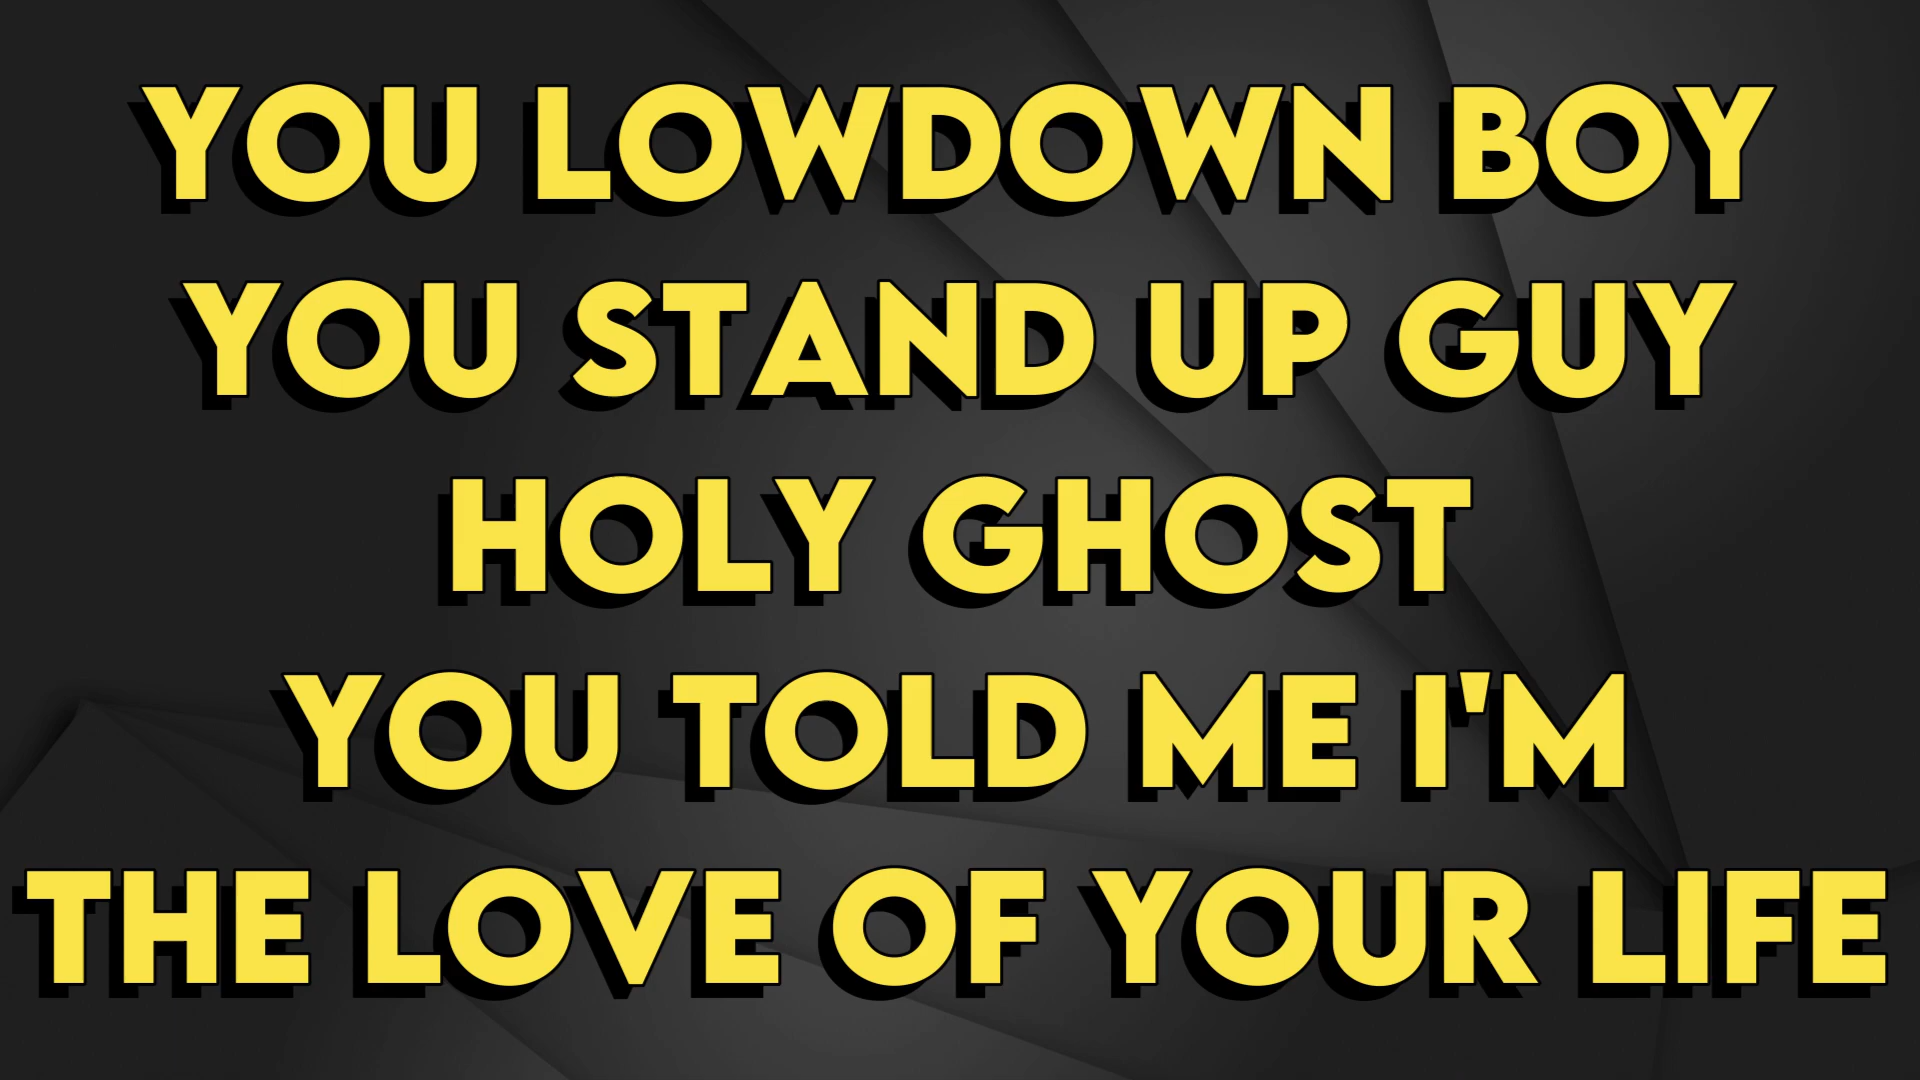 YOU LOWDOWN BOY
YOU STAND UP GUY
HOLY GHOST
YOU TOLD ME I'M
THE LOVE OF YOUR LIFE